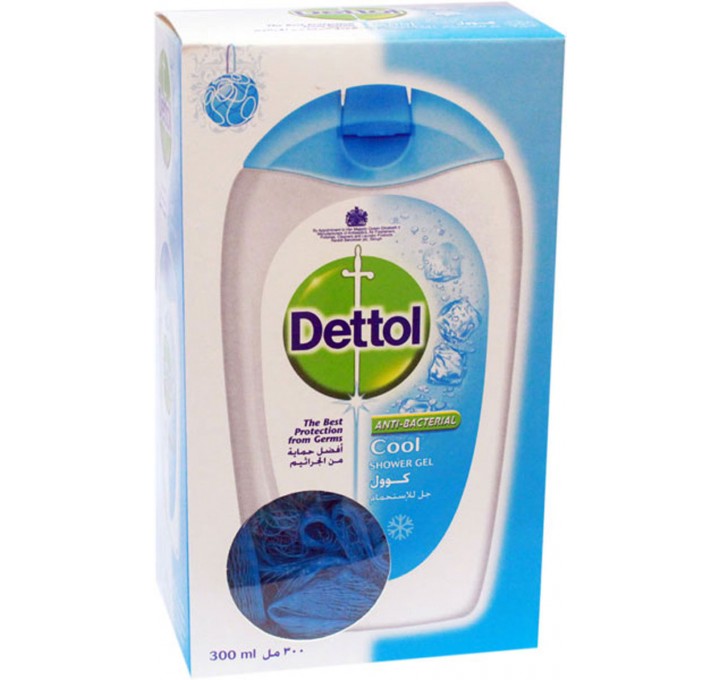 Dettol
The Best
Protection
from Germs
أفضل حماية
من الجراثيم
ANTI-BACTERIAL
Cool
SHOWER GEL
كوول
جل للاستحمام
300 ml ٣٠٠ مل